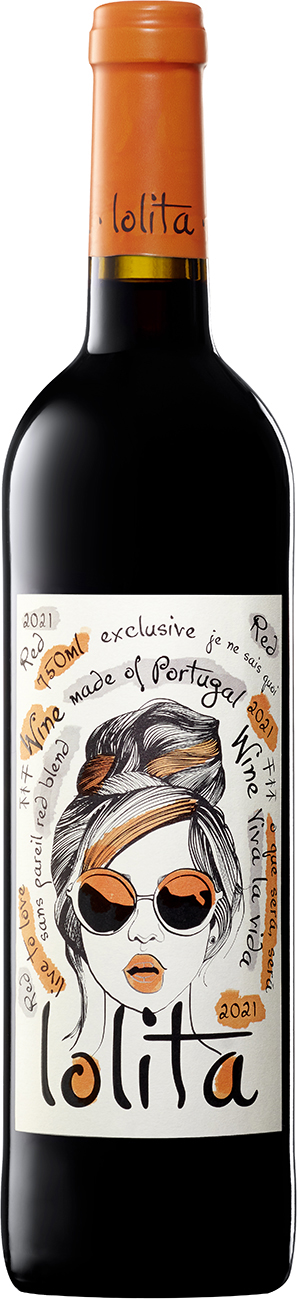 lolita
2021
Red
750ml
exclusive
je ne sais quoi
Red
Wine made of Portugal
2021
Wine
sans pareil red blend
Viva la vida
o que sera, sera
Red
live to love
2021
lolita